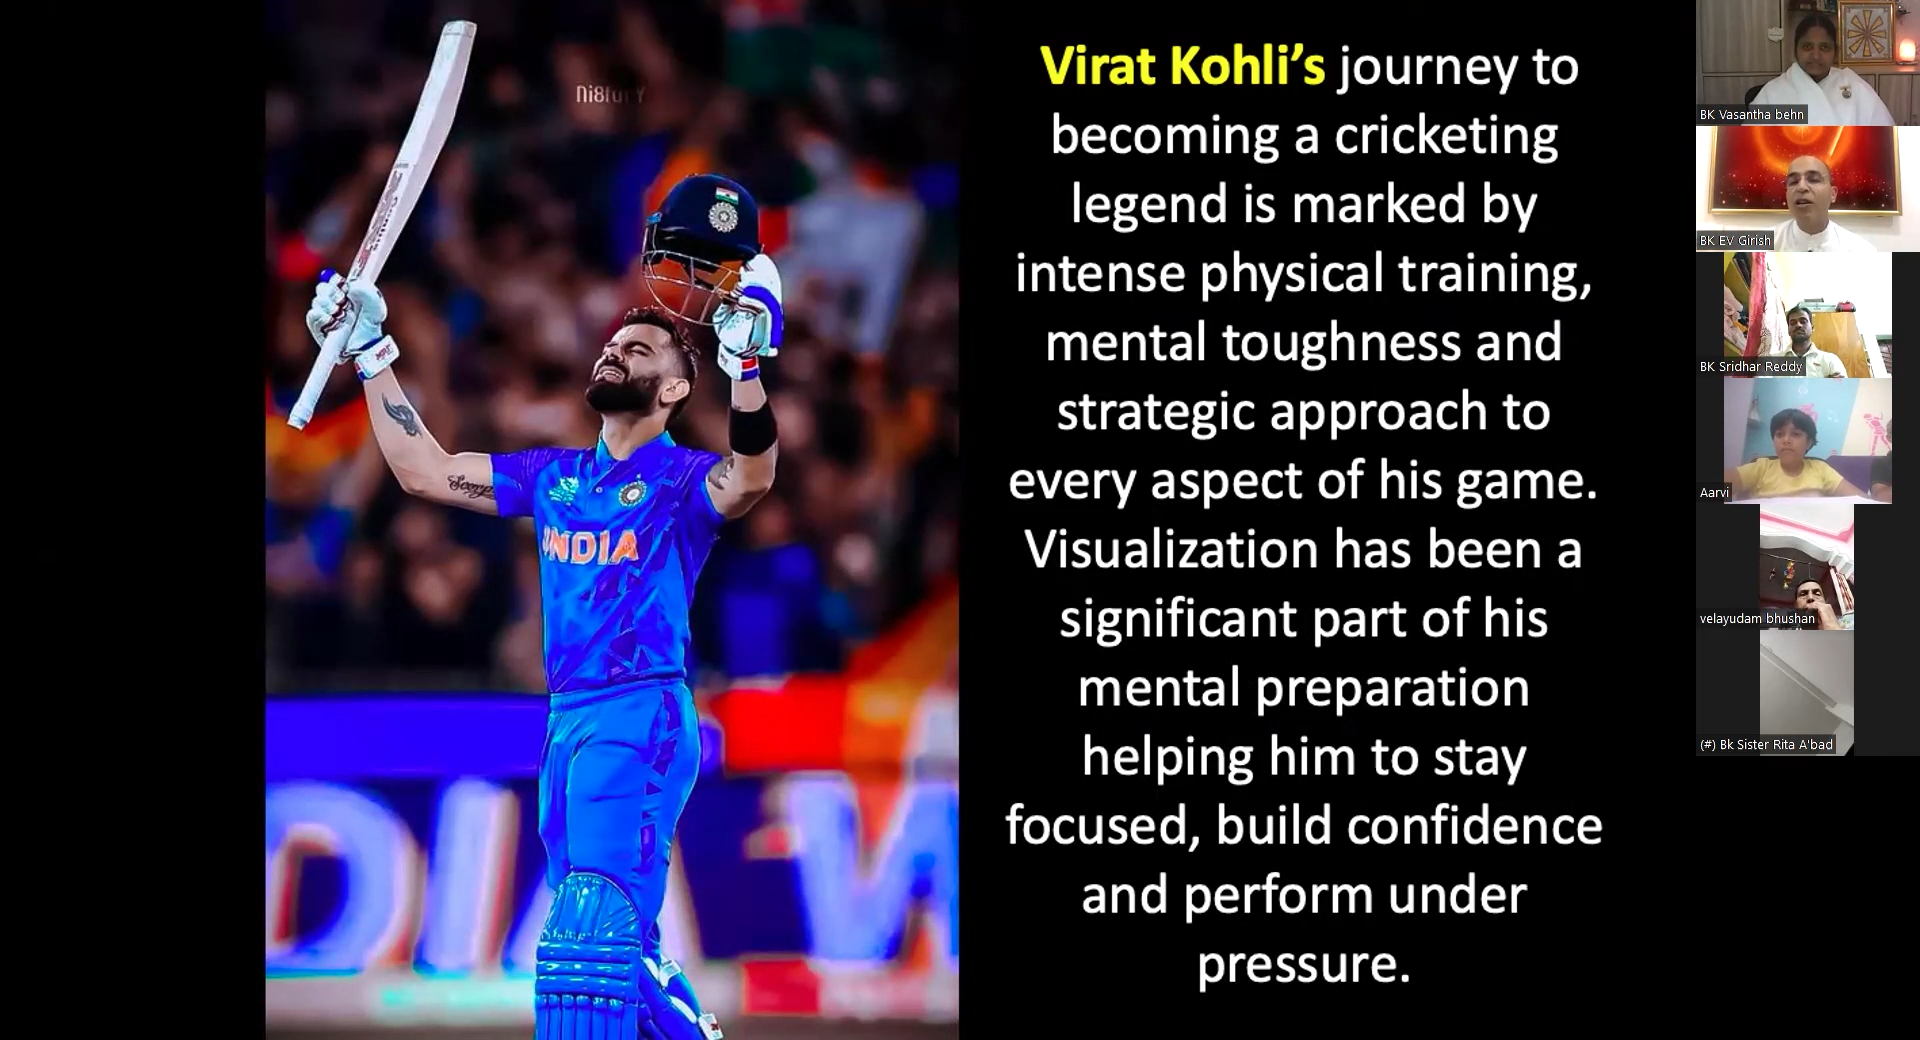 Virat Kohli’s journey to
becoming a cricketing
legend is marked by
intense physical training,
mental toughness and
strategic approach to
every aspect of his game.
Visualization has been a
significant part of his
mental preparation
helping him to stay
focused, build confidence
and perform under
pressure.
INDIA
BK Vasantha behn
BK EV Girish
BK Sridhar Reddy
Aarvi
velayudam bhushan
(#) Bk Sister Rita A'bad